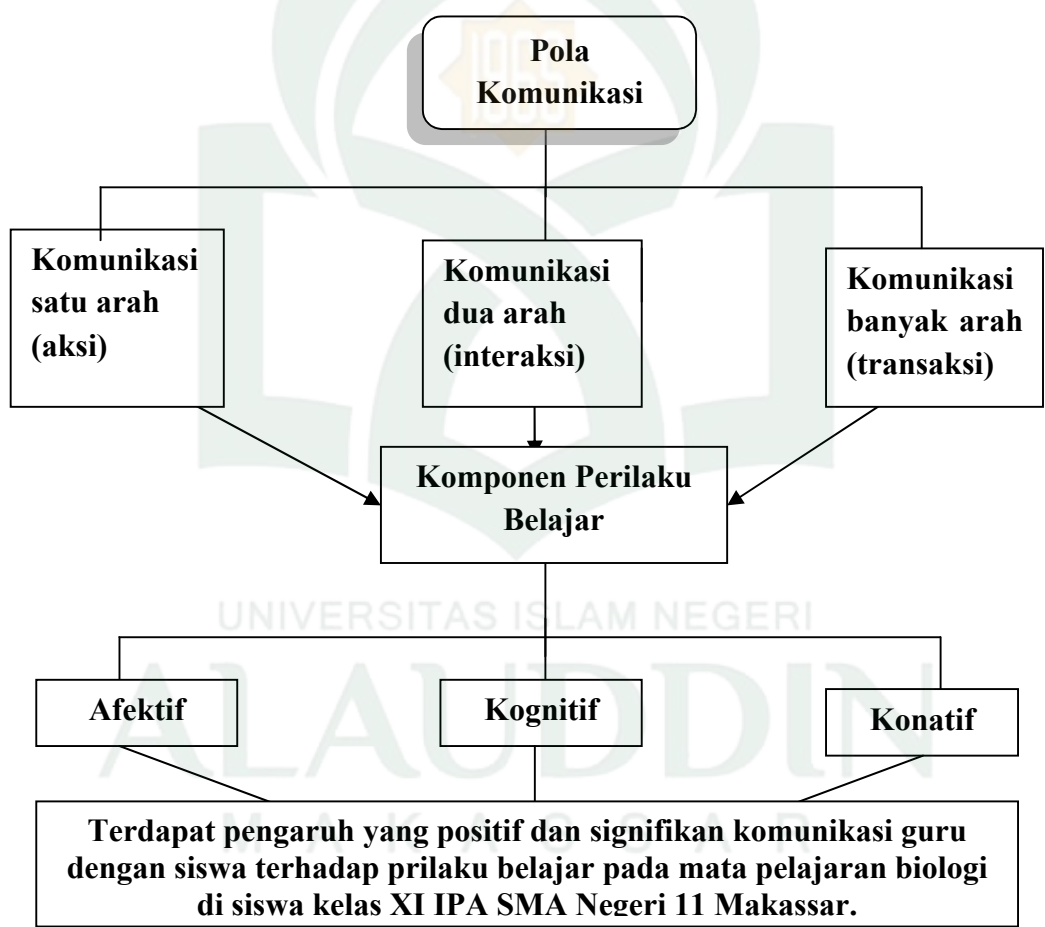 1965
Pola
Komunikasi
Komunikasi
satu arah
(aksi)
Komunikasi
dua arah
(interaksi)
Komunikasi
banyak arah
(transaksi)
Komponen Perilaku
Belajar
UNIVERSITAS ISLAM NEGERI
ALAUDDIN
Afektif
Kognitif
Konatif
MAKASSAR
Terdapat pengaruh yang positif dan signifikan komunikasi guru
dengan siswa terhadap prilaku belajar pada mata pelajaran biologi
di siswa kelas XI IPA SMA Negeri 11 Makassar.